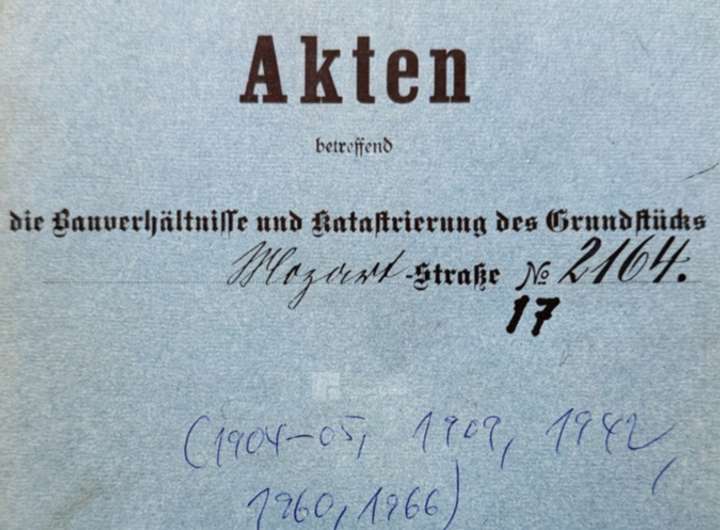 Akten
betreffend
die Bauverhältnisse und Katastrierung des Grundstücks
Mozart-Straße № 2164.
17
(1904-05, 1909, 1942,
1960, 1966)